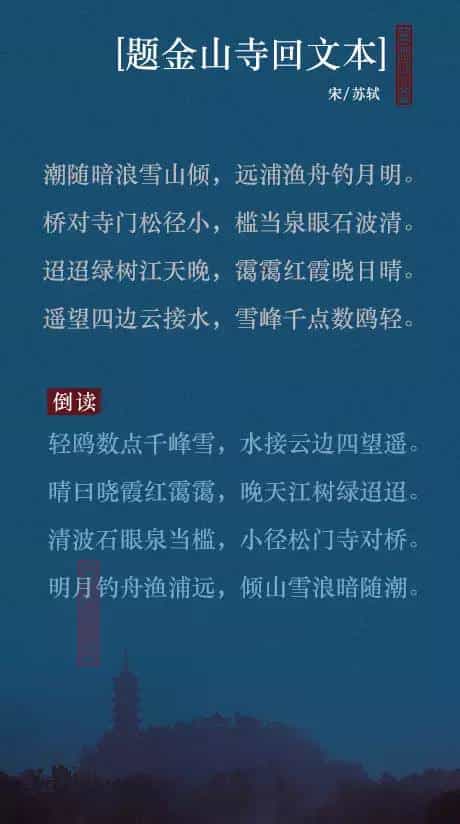 [题金山寺回文本]
宋/苏轼
潮随暗浪雪山倾，远浦渔舟钓月明。
桥对寺门松径小，槛当泉眼石波清。
迢迢绿树江天晚，霭霭红霞晓日晴。
遥望四边云接水，雪峰千点数鸥轻。
倒读
轻鸥数点千峰雪，水接云边四望遥。
晴日晓霞红霭霭，晚天江树绿迢迢。
清波石眼泉当槛，小径松门寺对桥。
明月钓舟渔浦远，倾山雪浪暗随潮。